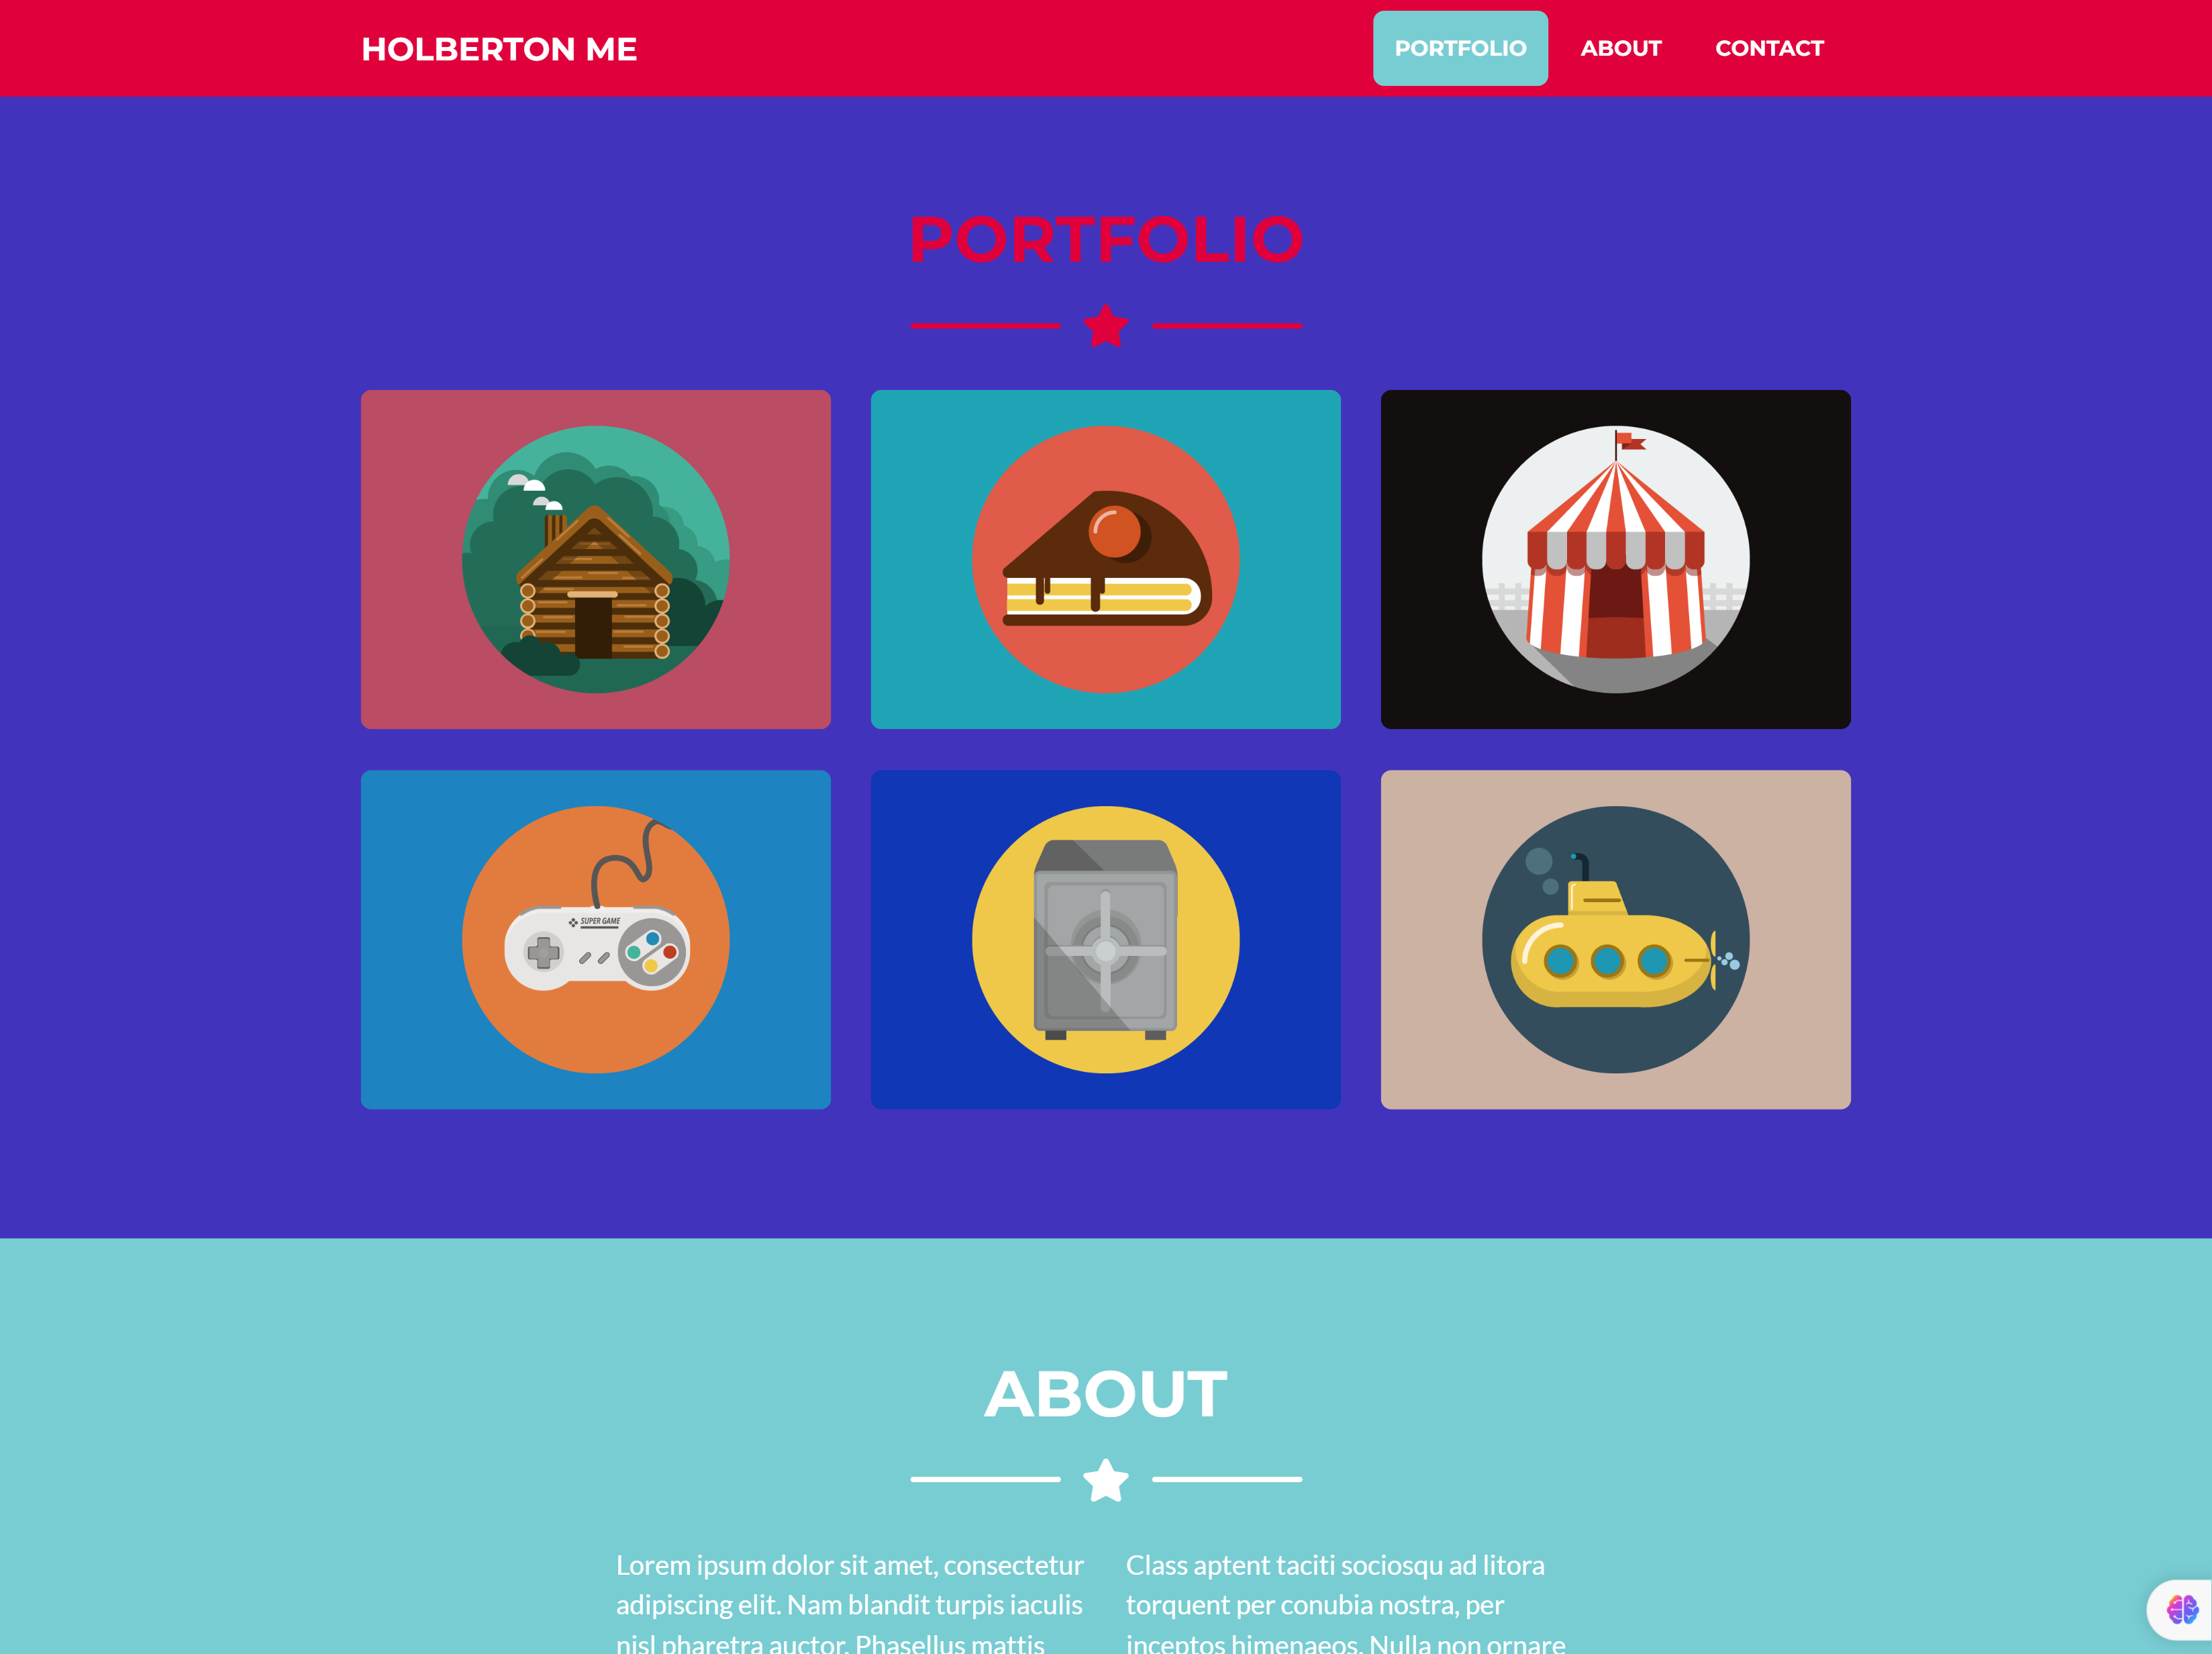 HOLBERTON ME
PORTFOLIO
ABOUT
CONTACT
PORTFOLIO
SUPER GAME
ABOUT
Lorem ipsum dolor sit amet, consectetur
adipiscing elit. Nam blandit turpis iaculis
nisl pharetra auctor. Phasellus mattis
Class aptent taciti sociosqu ad litora
torquent per conubia nostra, per
inceptos himenaeos. Nulla non ornare